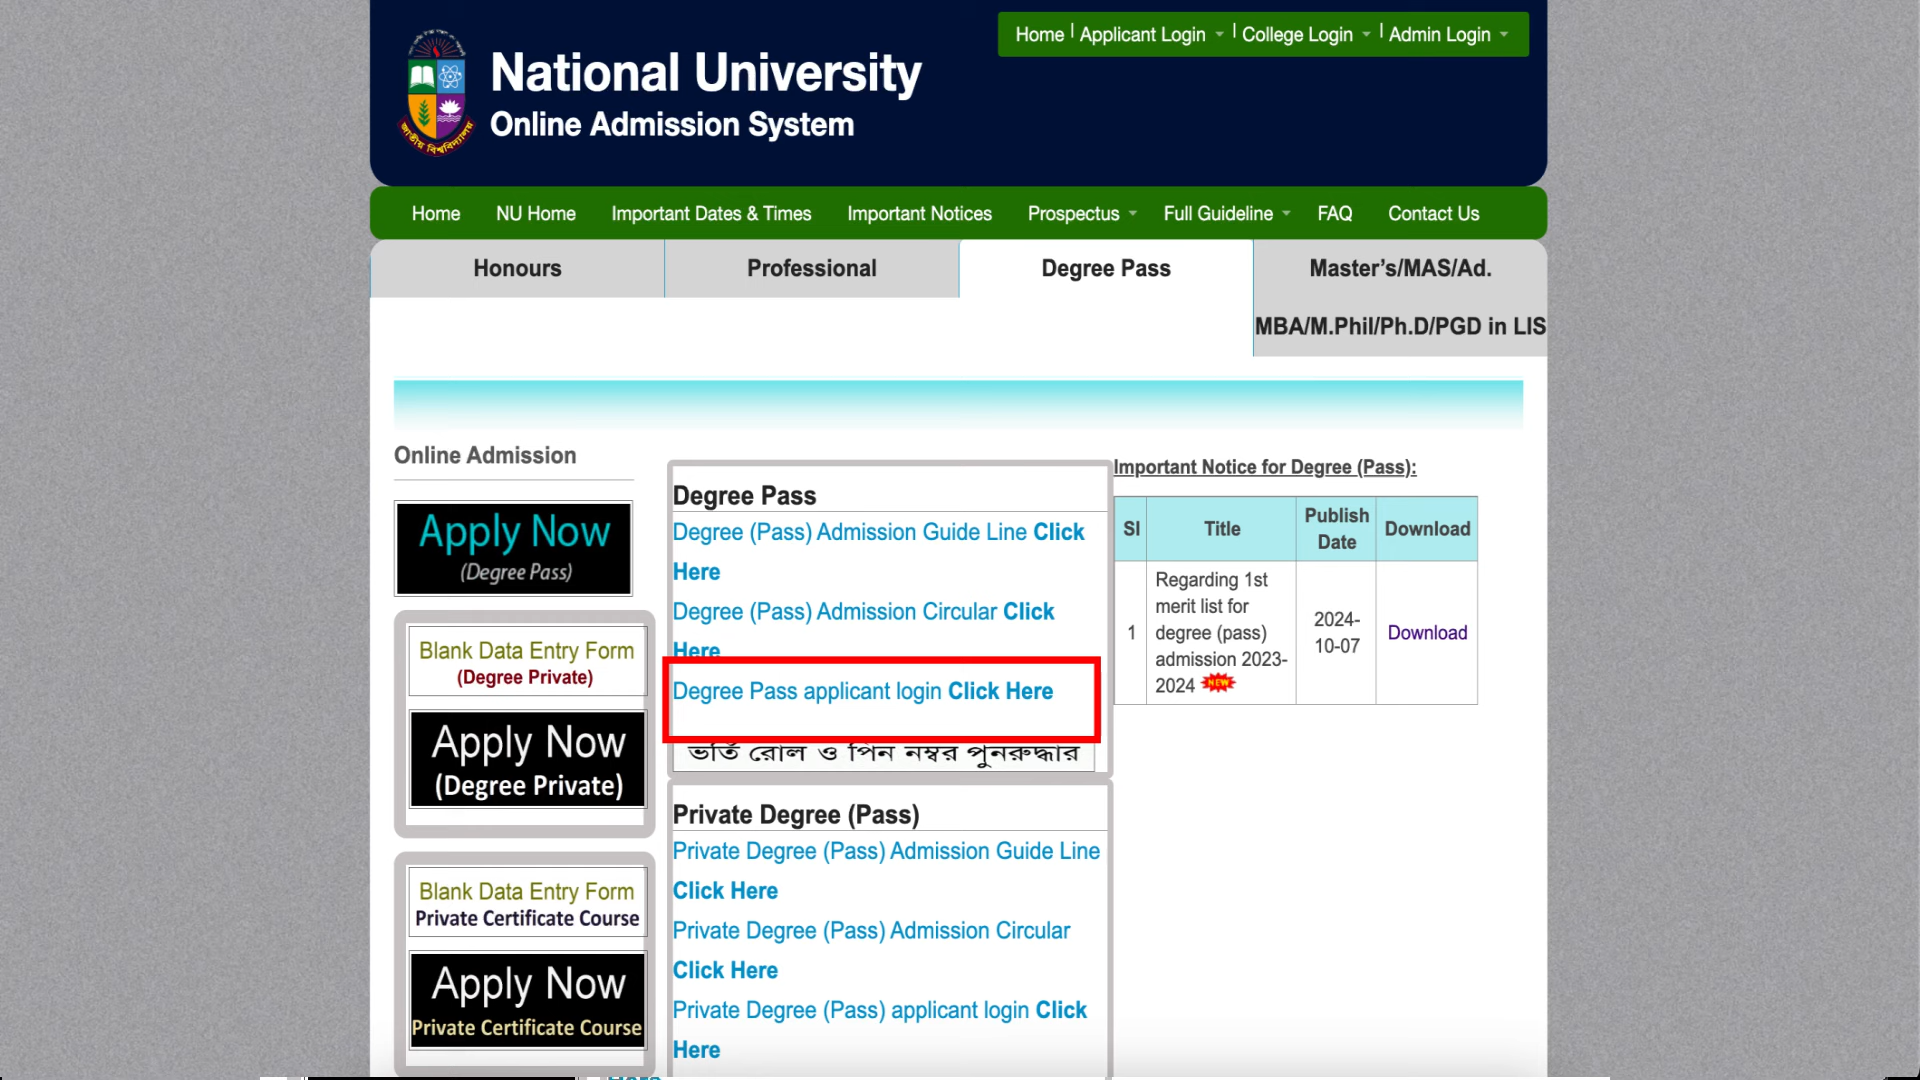 Home
Applicant Login
College Login
Admin Login
জাতীয় বিশ্ববিদ্যালয়
National University
Online Admission System
Home
NU Home
Important Dates & Times
Important Notices
Prospectus
Full Guideline
FAQ
Contact Us
Honours
Professional
Degree Pass
Master’s/MAS/Ad.
MBA/M.Phil/Ph.D/PGD in LIS
Online Admission
Apply Now
(Degree Pass)
Blank Data Entry Form
(Degree Private)
Apply Now
(Degree Private)
Blank Data Entry Form
Private Certificate Course
Apply Now
Private Certificate Course
Degree Pass
Degree (Pass) Admission Guide Line Click
Here
Degree (Pass) Admission Circular Click
Here
Degree Pass applicant login Click Here
ভর্তি রোল ও পিন নম্বর পুনরুদ্ধার
Private Degree (Pass)
Private Degree (Pass) Admission Guide Line
Click Here
Private Degree (Pass) Admission Circular
Click Here
Private Degree (Pass) applicant login Click
Here
Important Notice for Degree (Pass):
Sl
Title
Publish
Date
Download
1
Regarding 1st
merit list for
degree (pass)
admission 2023-
2024 NEW
2024-
10-07
Download